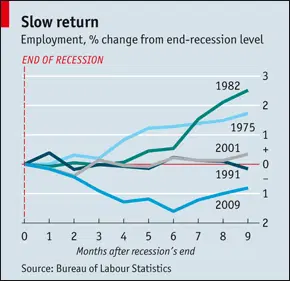 Slow return
Employment, % change from end-recession level
END OF RECESSION
3
1982
2
1975
1
2001
+
0
1991
–
1
2009
2
3
0 1 2 3 4 5 6 7 8 9
Months after recession's end
Source: Bureau of Labour Statistics